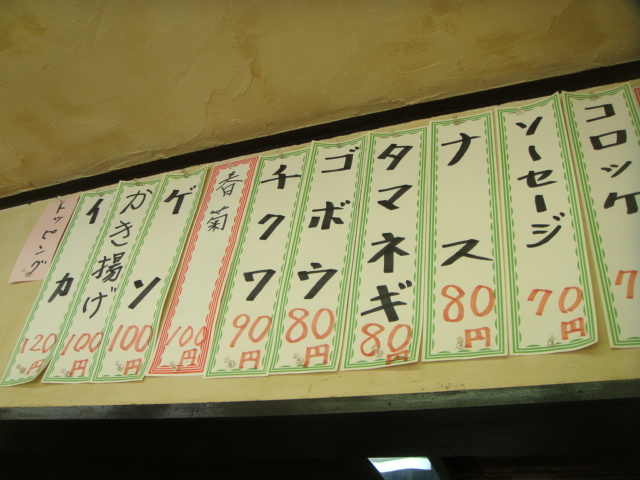 トッピング
イカ
120円
かき揚げ
100円
ゲソ
100円
春菊
100円
チクワ
90円
ゴボウ
80円
タマネギ
80円
ナス
80円
ソーセージ
70円
コロッケ
7